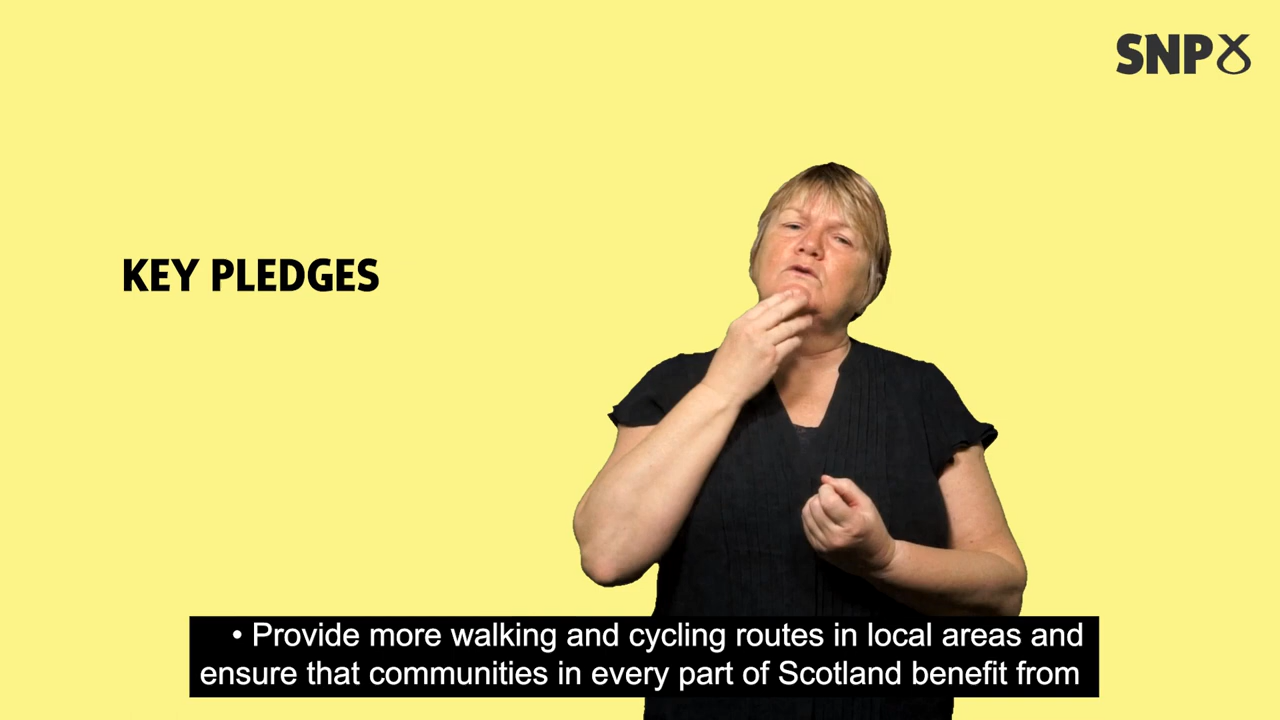 SNP
KEY PLEDGES
• Provide more walking and cycling routes in local areas and
ensure that communities in every part of Scotland benefit from